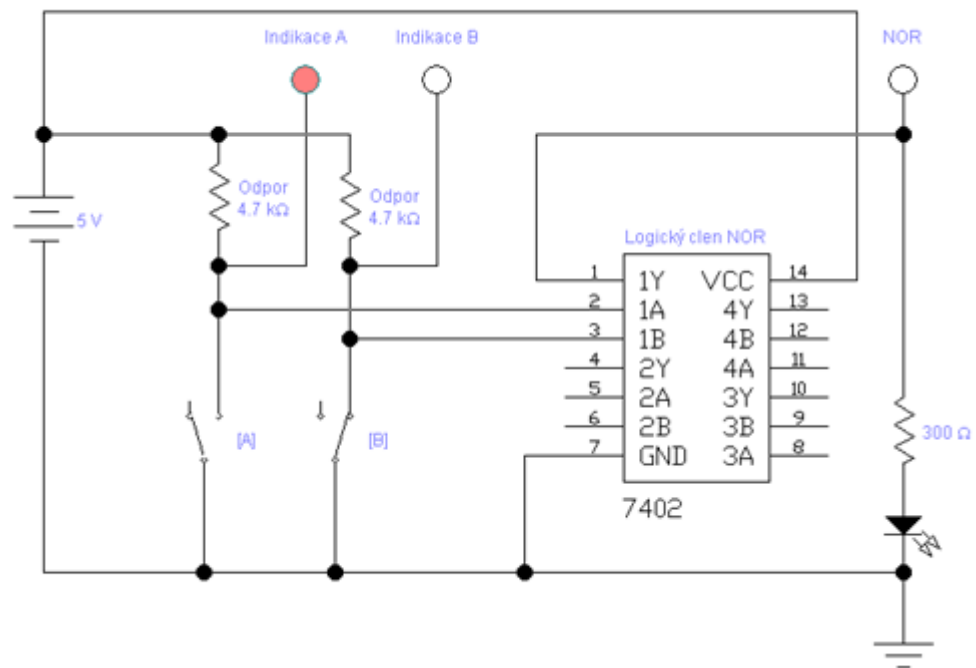 Indikace A
Indikace B
NOR
Odpor
4.7 kΩ
Odpor
4.7 kΩ
5 V
Logický clen NOR
1 1Y VCC 14
2 1A 4Y 13
3 1B 4B 12
4 2Y 4A 11
5 2A 3Y 10
6 2B 3B 9
7 GND 3A 8
7402
[A]
[B]
300 Ω